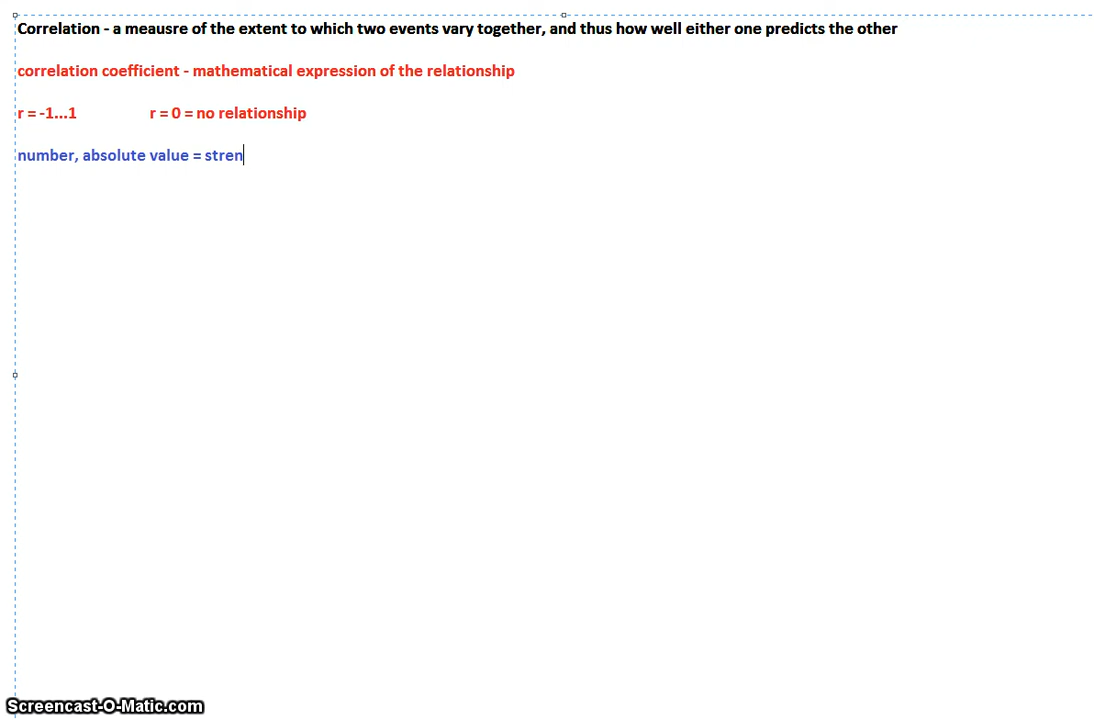 Correlation - a meausre of the extent to which two events vary together, and thus how well either one predicts the other
correlation coefficient - mathematical expression of the relationship
r = -1...1 r = 0 = no relationship
number, absolute value = stren
Screencast-O-Matic.com